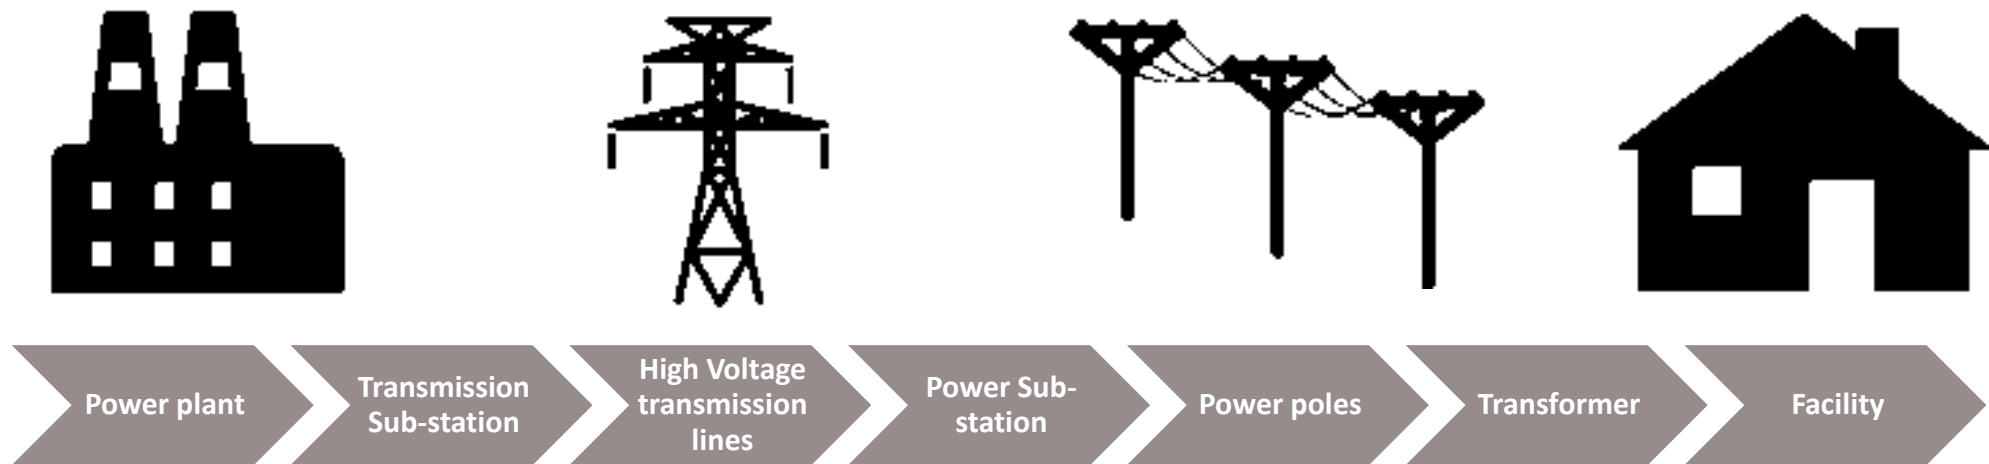 Power plant
Transmission
Sub-station
High Voltage
transmission
lines
Power Sub-
station
Power poles
Transformer
Facility